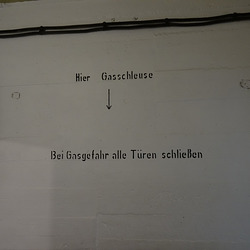 Hier Gasschleuse
↓
Bei Gasgefahr alle Türen schließen